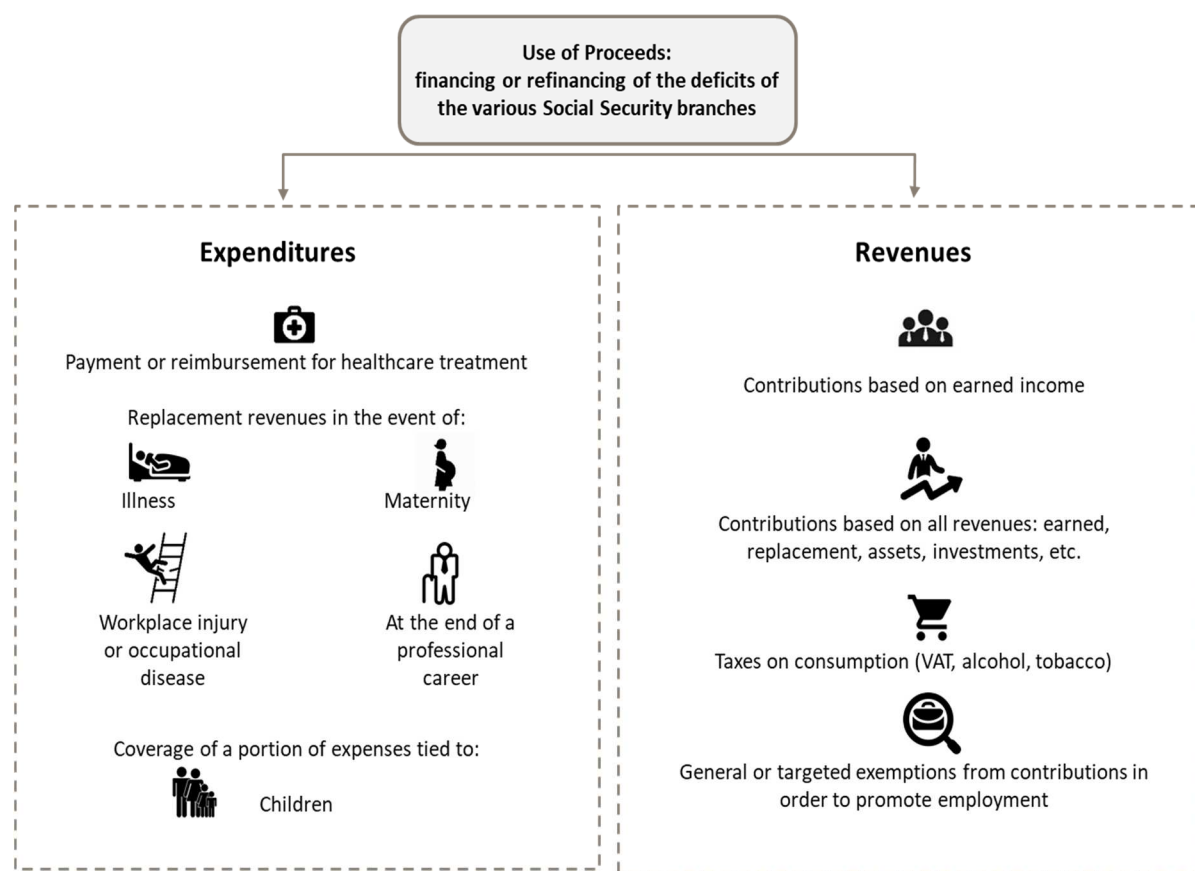 Use of Proceeds:
financing or refinancing of the deficits of
the various Social Security branches
Expenditures
Payment or reimbursement for healthcare treatment
Replacement revenues in the event of:
Illness
Maternity
Workplace injury
or occupational
disease
At the end of a
professional
career
Coverage of a portion of expenses tied to:
Children
Revenues
Contributions based on earned income
Contributions based on all revenues: earned,
replacement, assets, investments, etc.
Taxes on consumption (VAT, alcohol, tobacco)
General or targeted exemptions from contributions in
order to promote employment